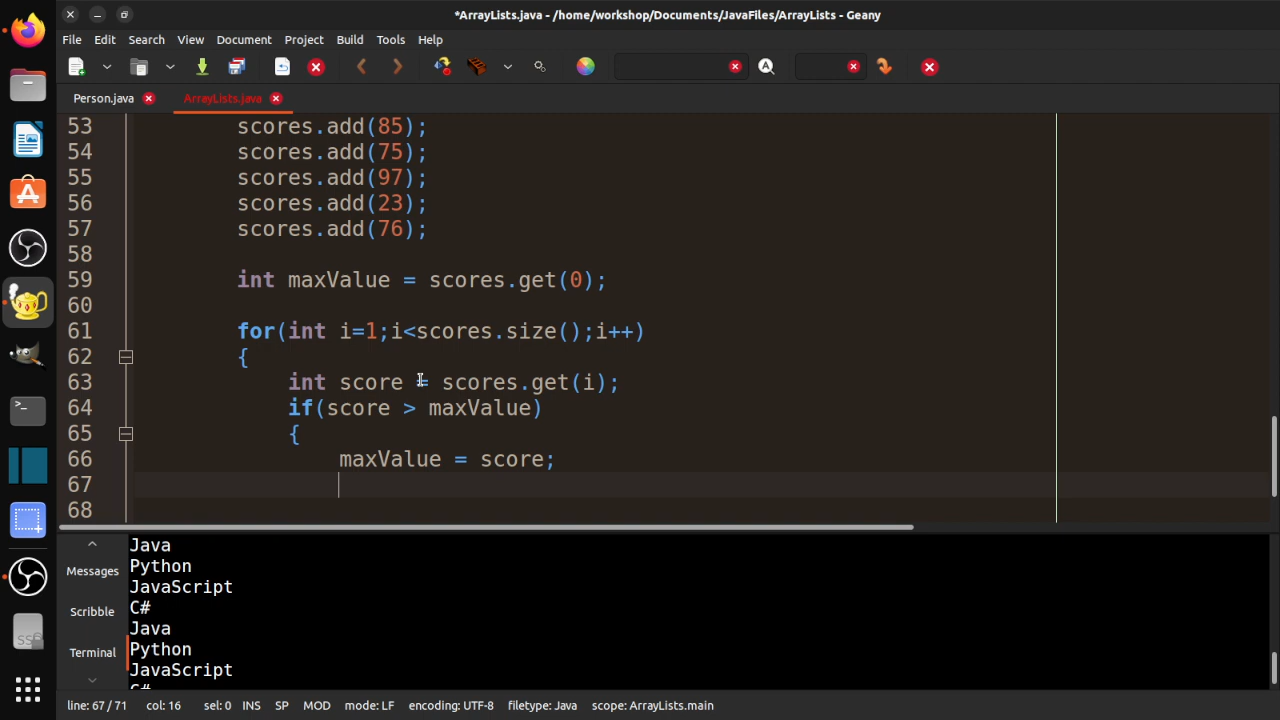 *ArrayLists.java - /home/workshop/Documents/JavaFiles/ArrayLists - Geany
File Edit Search View Document Project Build Tools Help
Person.java ArrayLists.java
53 scores.add(85);
54 scores.add(75);
55 scores.add(97);
56 scores.add(23);
57 scores.add(76);
58
59 int maxValue = scores.get(0);
60
61 for(int i=1;i<scores.size();i++)
62 {
63 int score = scores.get(i);
64 if(score > maxValue)
65 {
66 maxValue = score;
67
68
Messages
Scribble
Terminal
Java
Python
JavaScript
C#
Java
Python
JavaScript
C#
line: 67 / 71 col: 16 sel: 0 INS SP MOD mode: LF encoding: UTF-8 filetype: Java scope: ArrayLists.main